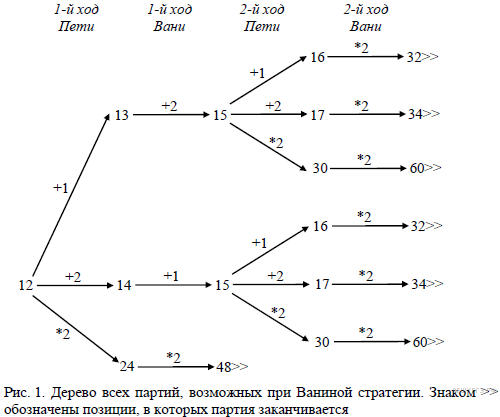 1-й ход 1-й ход 2-й ход 2-й ход
Пети Вани Пети Вани
16 *2 32>>
+1
13 +2 15 +2 17 *2 34>>
*2
30 *2 60>>
+1
16 *2 32>>
+1
12 +2 14 +1 15 +2 17 *2 34>>
*2 *2
30 *2 60>>
24 *2 48>>
Рис. 1. Дерево всех партий, возможных при Ваниной стратегии. Знаком >>
обозначены позиции, в которых партия заканчивается